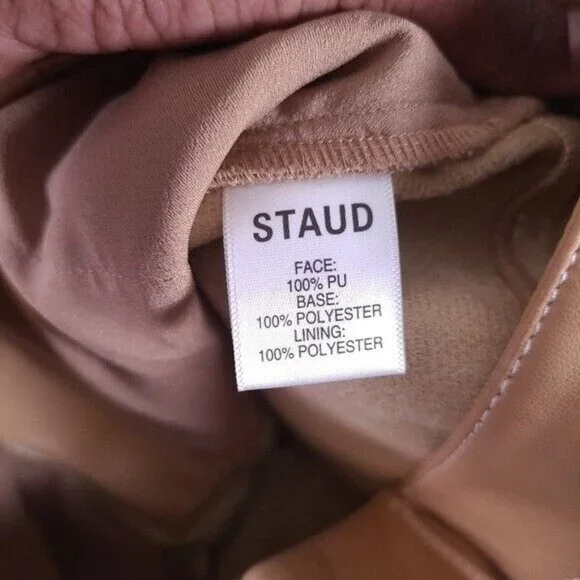 STAUD
FACE:
100% PU
BASE:
100% POLYESTER
LINING:
100% POLYESTER